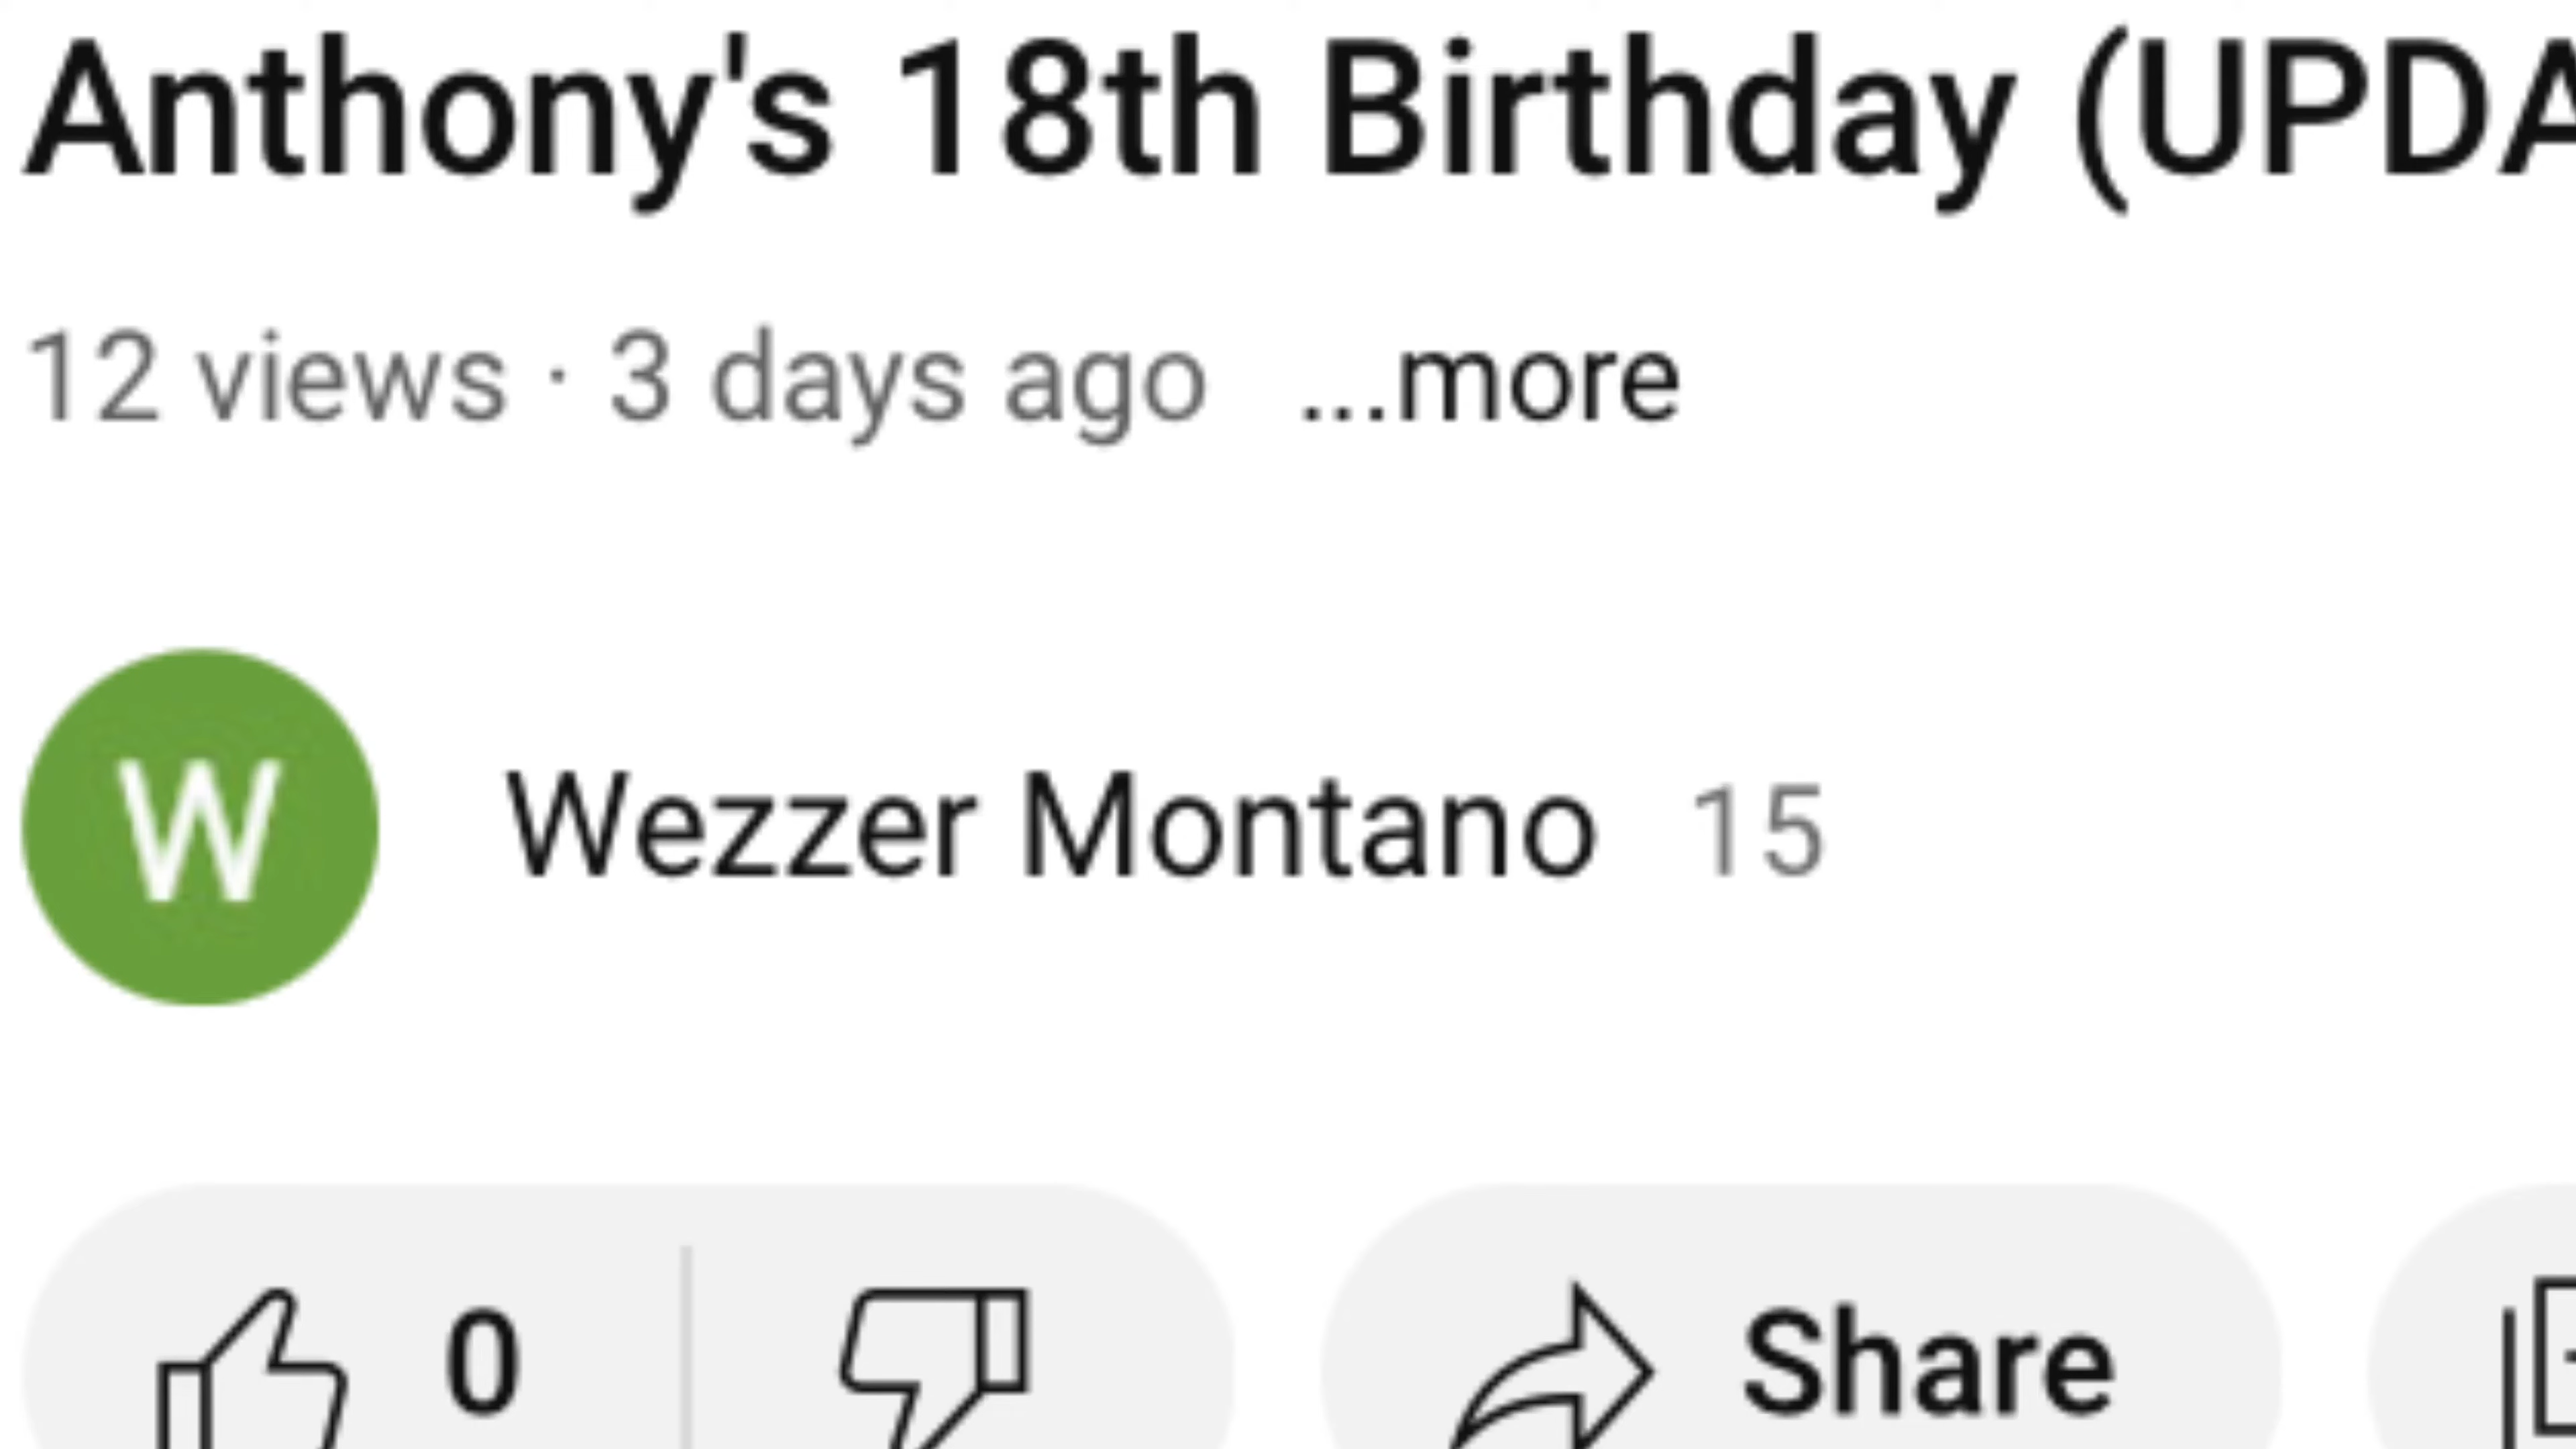 Anthony's 18th Birthday (UPDA
12 views · 3 days ago ...more
W
Wezzer Montano 15
0 Share